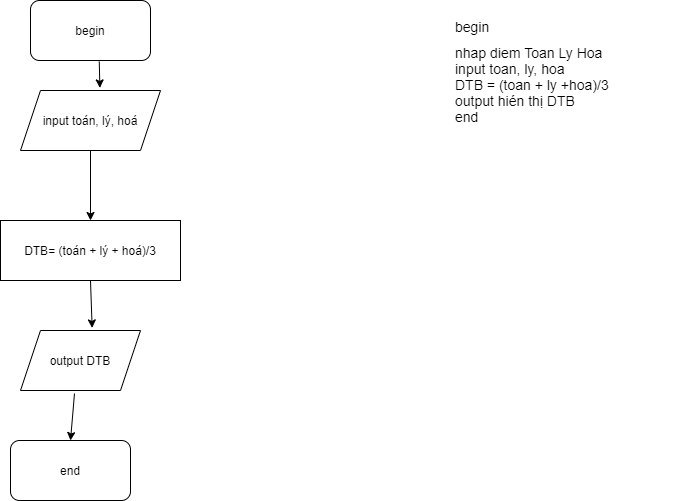 begin
input toán, lý, hoá
DTB= (toán + lý + hoá)/3
output DTB
end
begin
nhap diem Toan Ly Hoa
input toan, ly, hoa
DTB = (toan + ly +hoa)/3
output hién thị DTB
end